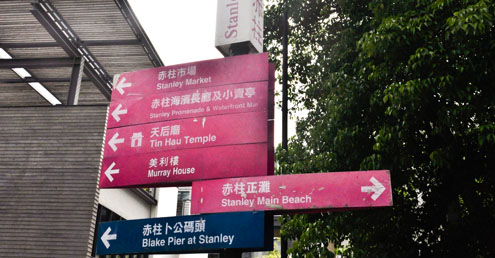 Stanley
赤柱市場
Stanley Market
赤柱海濱長廊及小賣亭
Stanley Promenade & Waterfront Mart
天后廟
Tin Hau Temple
美利樓
Murray House
赤柱正灘
Stanley Main Beach
赤柱卜公碼頭
Blake Pier at Stanley